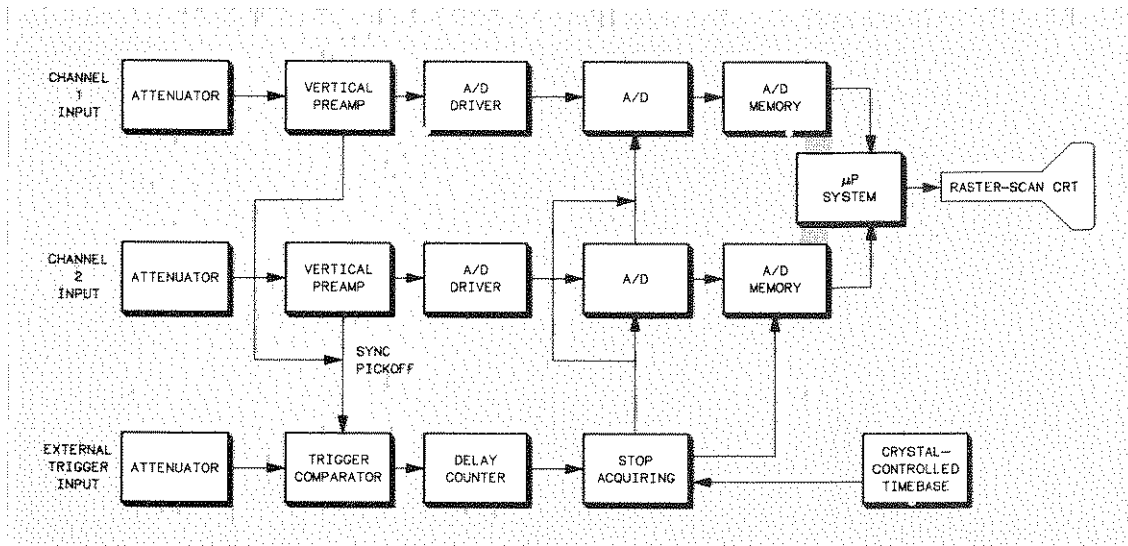 CHANNEL
1
INPUT
ATTENUATOR
VERTICAL
PREAMP
A/D
DRIVER
A/D
A/D
MEMORY
µP
SYSTEM
RASTER-SCAN CRT
CHANNEL
2
INPUT
ATTENUATOR
VERTICAL
PREAMP
A/D
DRIVER
A/D
A/D
MEMORY
SYNC
PICKOFF
EXTERNAL
TRIGGER
INPUT
ATTENUATOR
TRIGGER
COMPARATOR
DELAY
COUNTER
STOP
ACQUIRING
CRYSTAL-
CONTROLLED
TIMEBASE